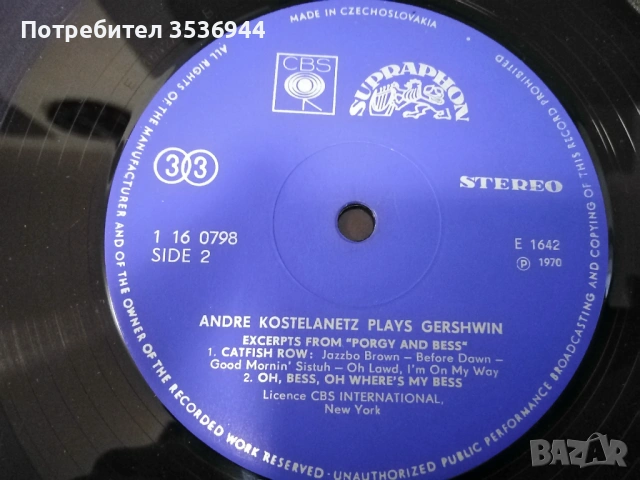 Потребител 3536944
MADE IN CZECHOSLOVAKIA
CBS
SUPRAPHON
33
STEREO
1 16 0798
SIDE 2
E 1642
Ⓟ 1970
ANDRE KOSTELANETZ PLAYS GERSHWIN
EXCERPTS FROM "PORGY AND BESS"
1. CATFISH ROW: Jazzbo Brown – Before Dawn –
Good Mornin' Sistuh – Oh Lawd, I'm On My Way
2. OH, BESS, OH WHERE'S MY BESS
Licence CBS INTERNATIONAL,
New York
ALL RIGHTS OF THE MANUFACTURER AND OF THE OWNER OF THE RECORDED WORK RESERVED · UNAUTHORIZED PUBLIC PERFORMANCE BROADCASTING AND COPYING OF THIS RECORD PROHIBITED
BAZAR